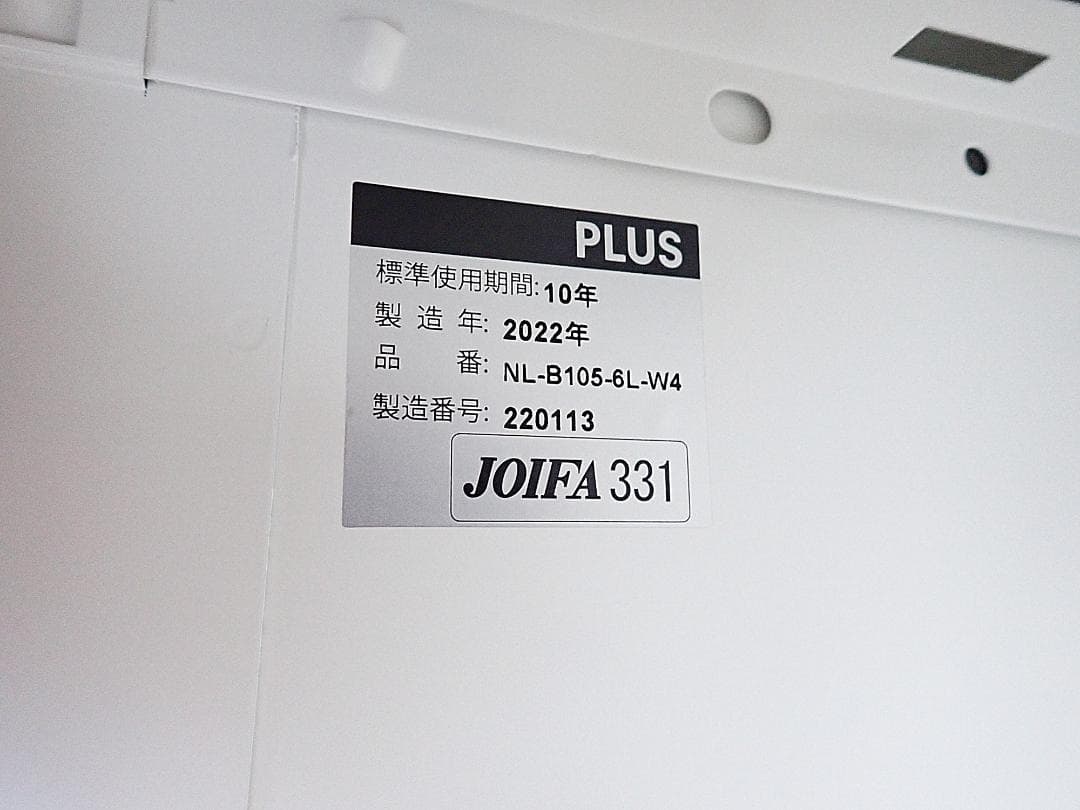 PLUS
標準使用期間:10年
製造年: 2022年
品番: NL-B105-6L-W4
製造番号: 220113
JOIFA 331